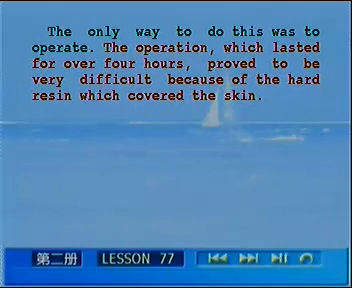 The only way to do this was to
operate. The operation, which lasted
for over four hours, proved to be
very difficult because of the hard
resin which covered the skin.
第二册 LESSON 77